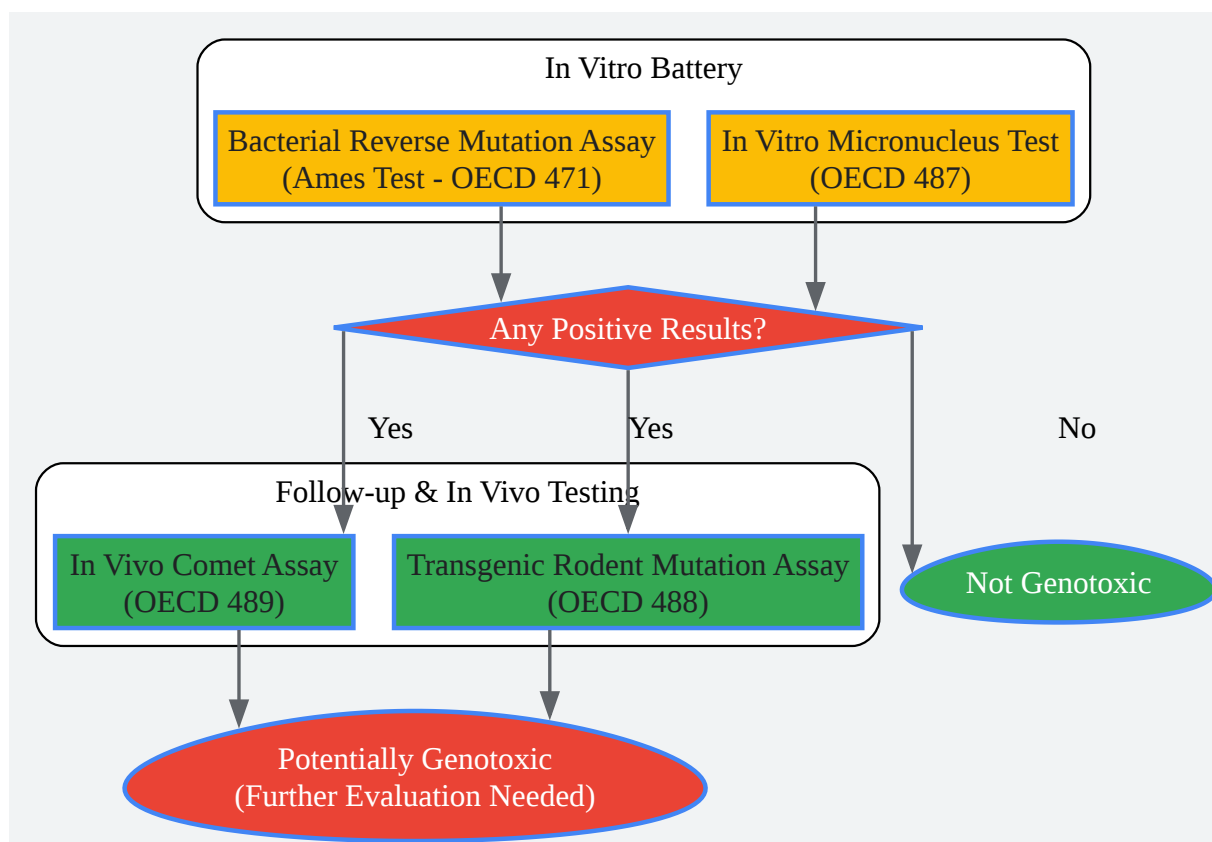 In Vitro Battery
Bacterial Reverse Mutation Assay
(Ames Test - OECD 471)
In Vitro Micronucleus Test
(OECD 487)
Any Positive Results?
Yes
Yes
No
Follow-up & In Vivo Testing
In Vivo Comet Assay
(OECD 489)
Transgenic Rodent Mutation Assay
(OECD 488)
Not Genotoxic
Potentially Genotoxic
(Further Evaluation Needed)